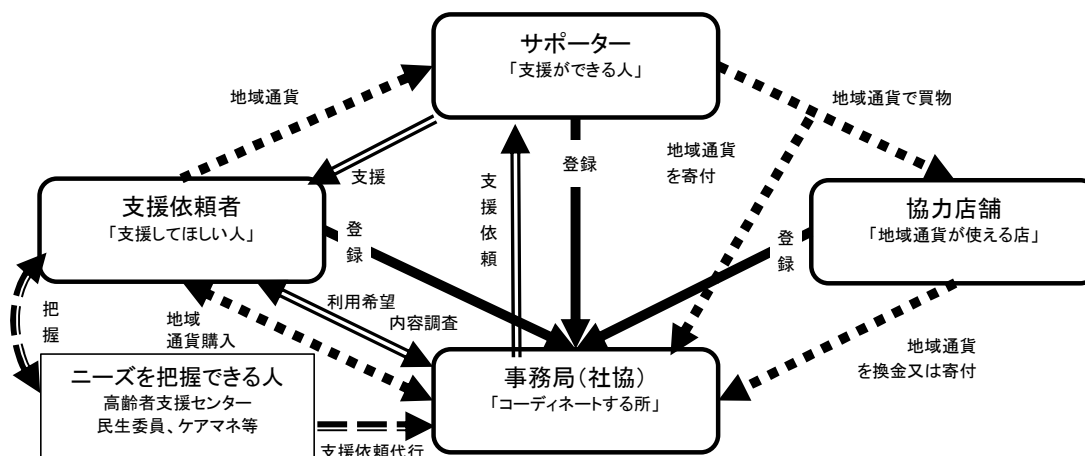 サポーター
「支援ができる人」
地域通貨
地域通貨で買物
支援
支援依頼
登録
地域通貨
を寄付
支援依頼者
「支援してほしい人」
協力店舗
「地域通貨が使える店」
登録
登録
把握
利用希望
内容調査
地域
通貨購入
地域通貨
を換金又は寄付
ニーズを把握できる人
高齢者支援センター
民生委員、ケアマネ等
事務局(社協)
「コーディネートする所」
支援依頼代行